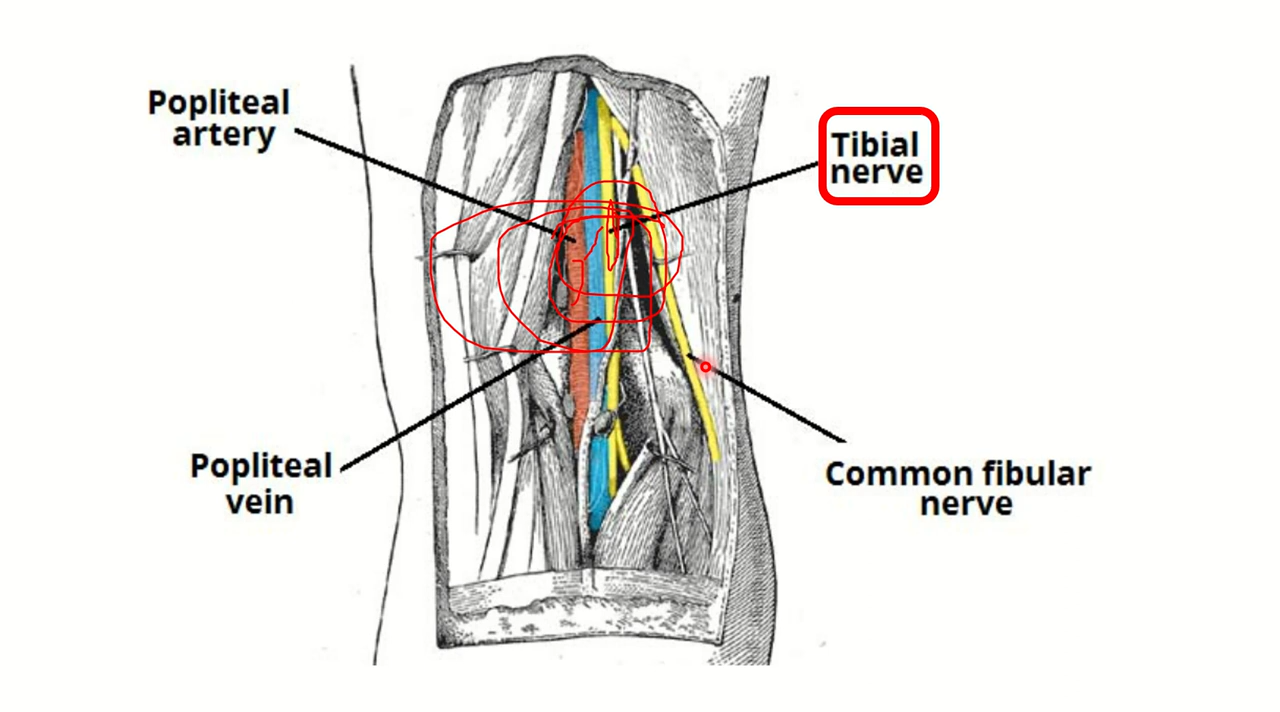 Popliteal
artery
Tibial
nerve
Popliteal
vein
Common fibular
nerve